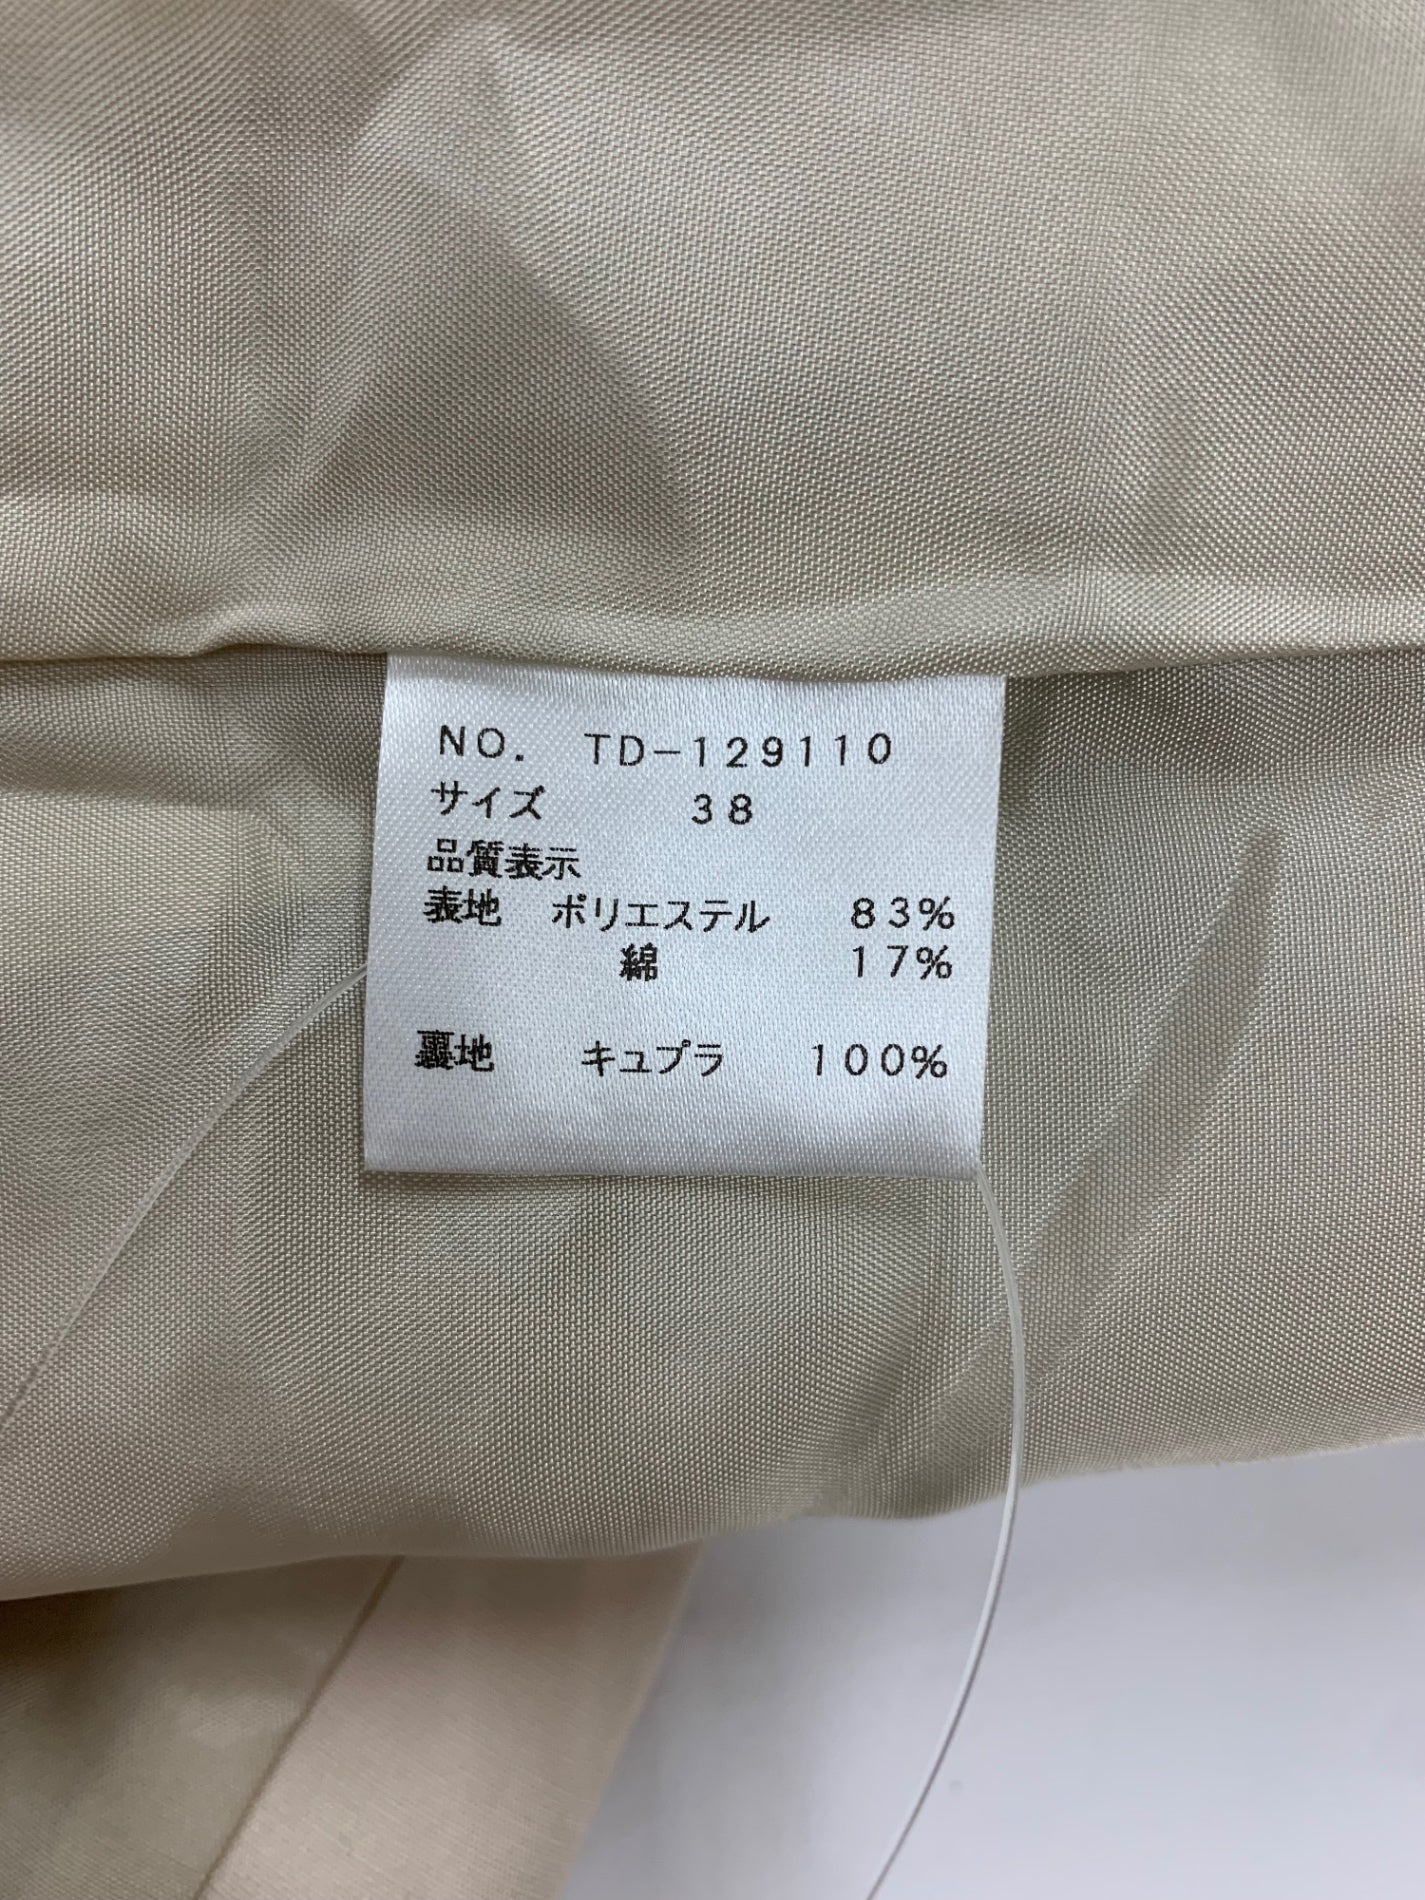 NO. TD-129110
サイズ 38
品質表示
表地 ポリエステル 83%
綿 17%
裏地 キュプラ 100%